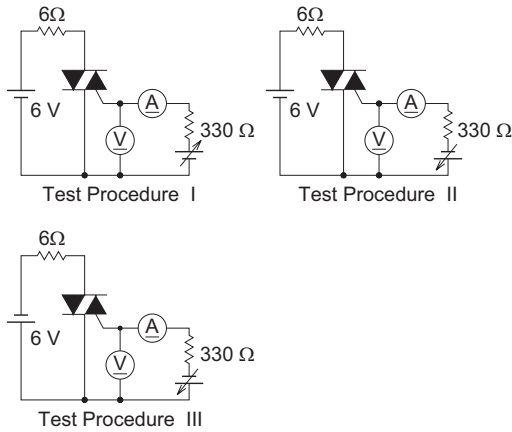 6Ω
6 V
A
V
330 Ω
Test Procedure I
6Ω
6 V
A
V
330 Ω
Test Procedure II
6Ω
6 V
A
V
330 Ω
Test Procedure III